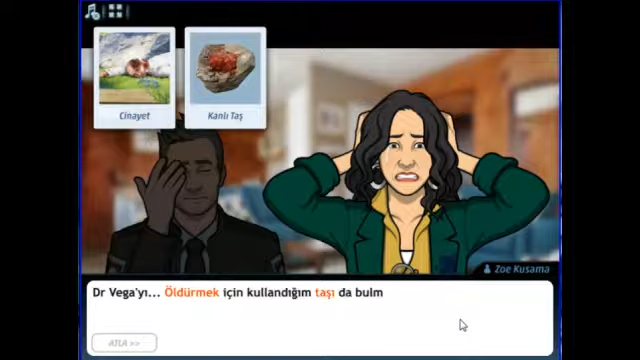 Cinayet
Kanlı Taş
Zoe Kusama
Dr Vega'yı... Öldürmek için kullandığım taşı da bulm
ATLA >>